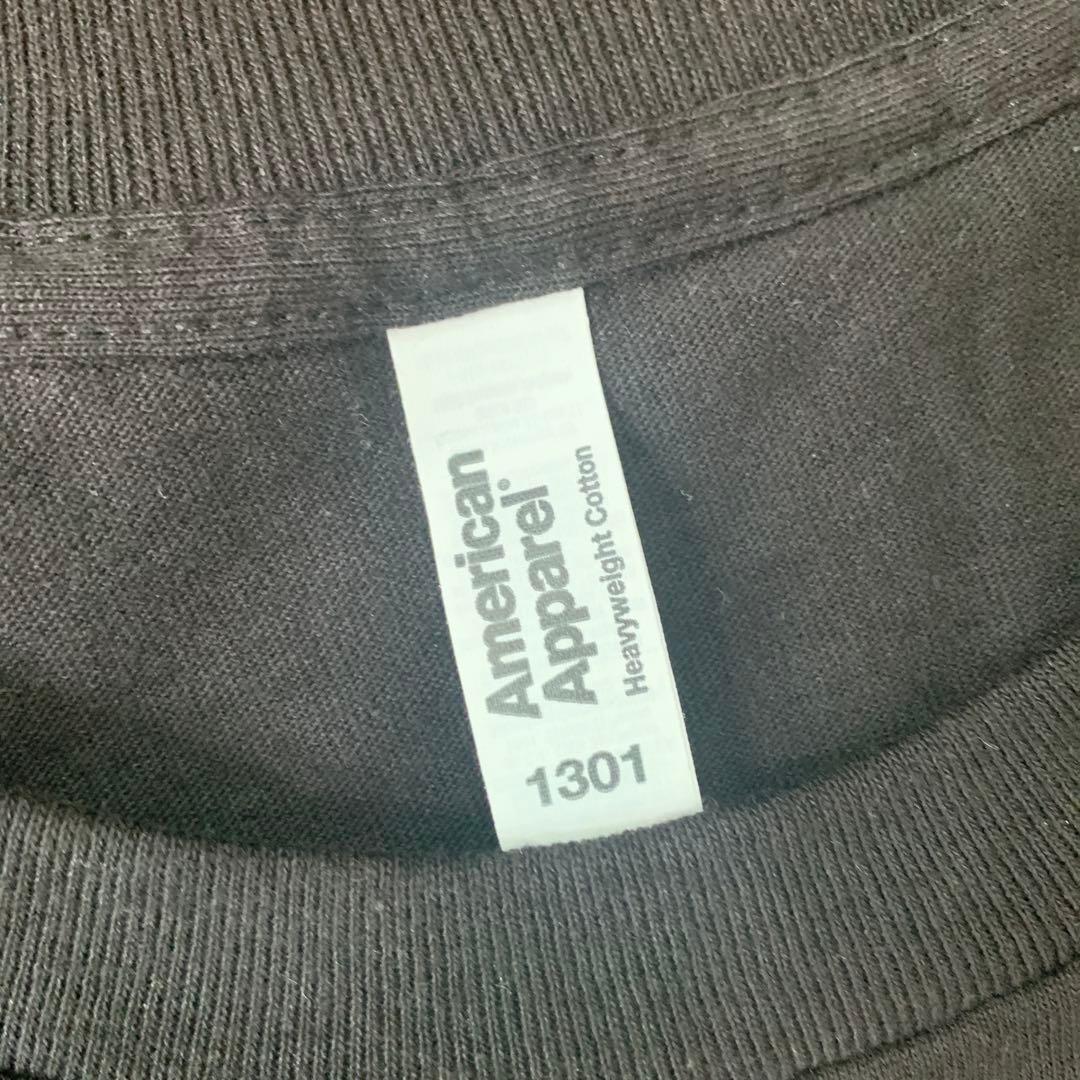 American
Apparel®
Heavyweight Cotton
1301